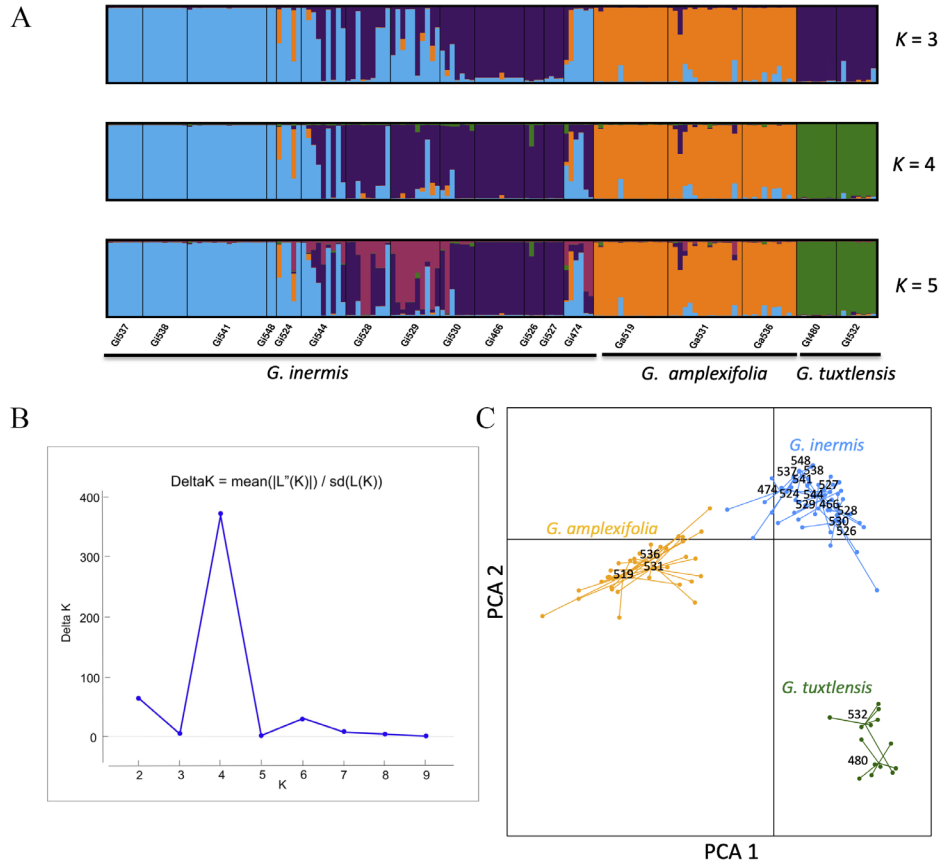 A
K = 3
K = 4
K = 5
Gi537 Gi538 Gi541 Gi548 Gi524 Gi544 Gi528 Gi529 Gi530 Gi466 Gi526 Gi527 Gi474 Ga519 Ga531 Ga536 Gt480 Gt532
G. inermis G. amplexifolia G. tuxtlensis
B
DeltaK = mean(|L"(K)|) / sd(L(K))
400
300
200
100
0
Delta K
2 3 4 5 6 7 8 9
K
C
G. inermis
548
537 538
541
474 524 544 527
529 466 528
530
526
G. amplexifolia
536
531
519
G. tuxtlensis
532
480
PCA 2
PCA 1